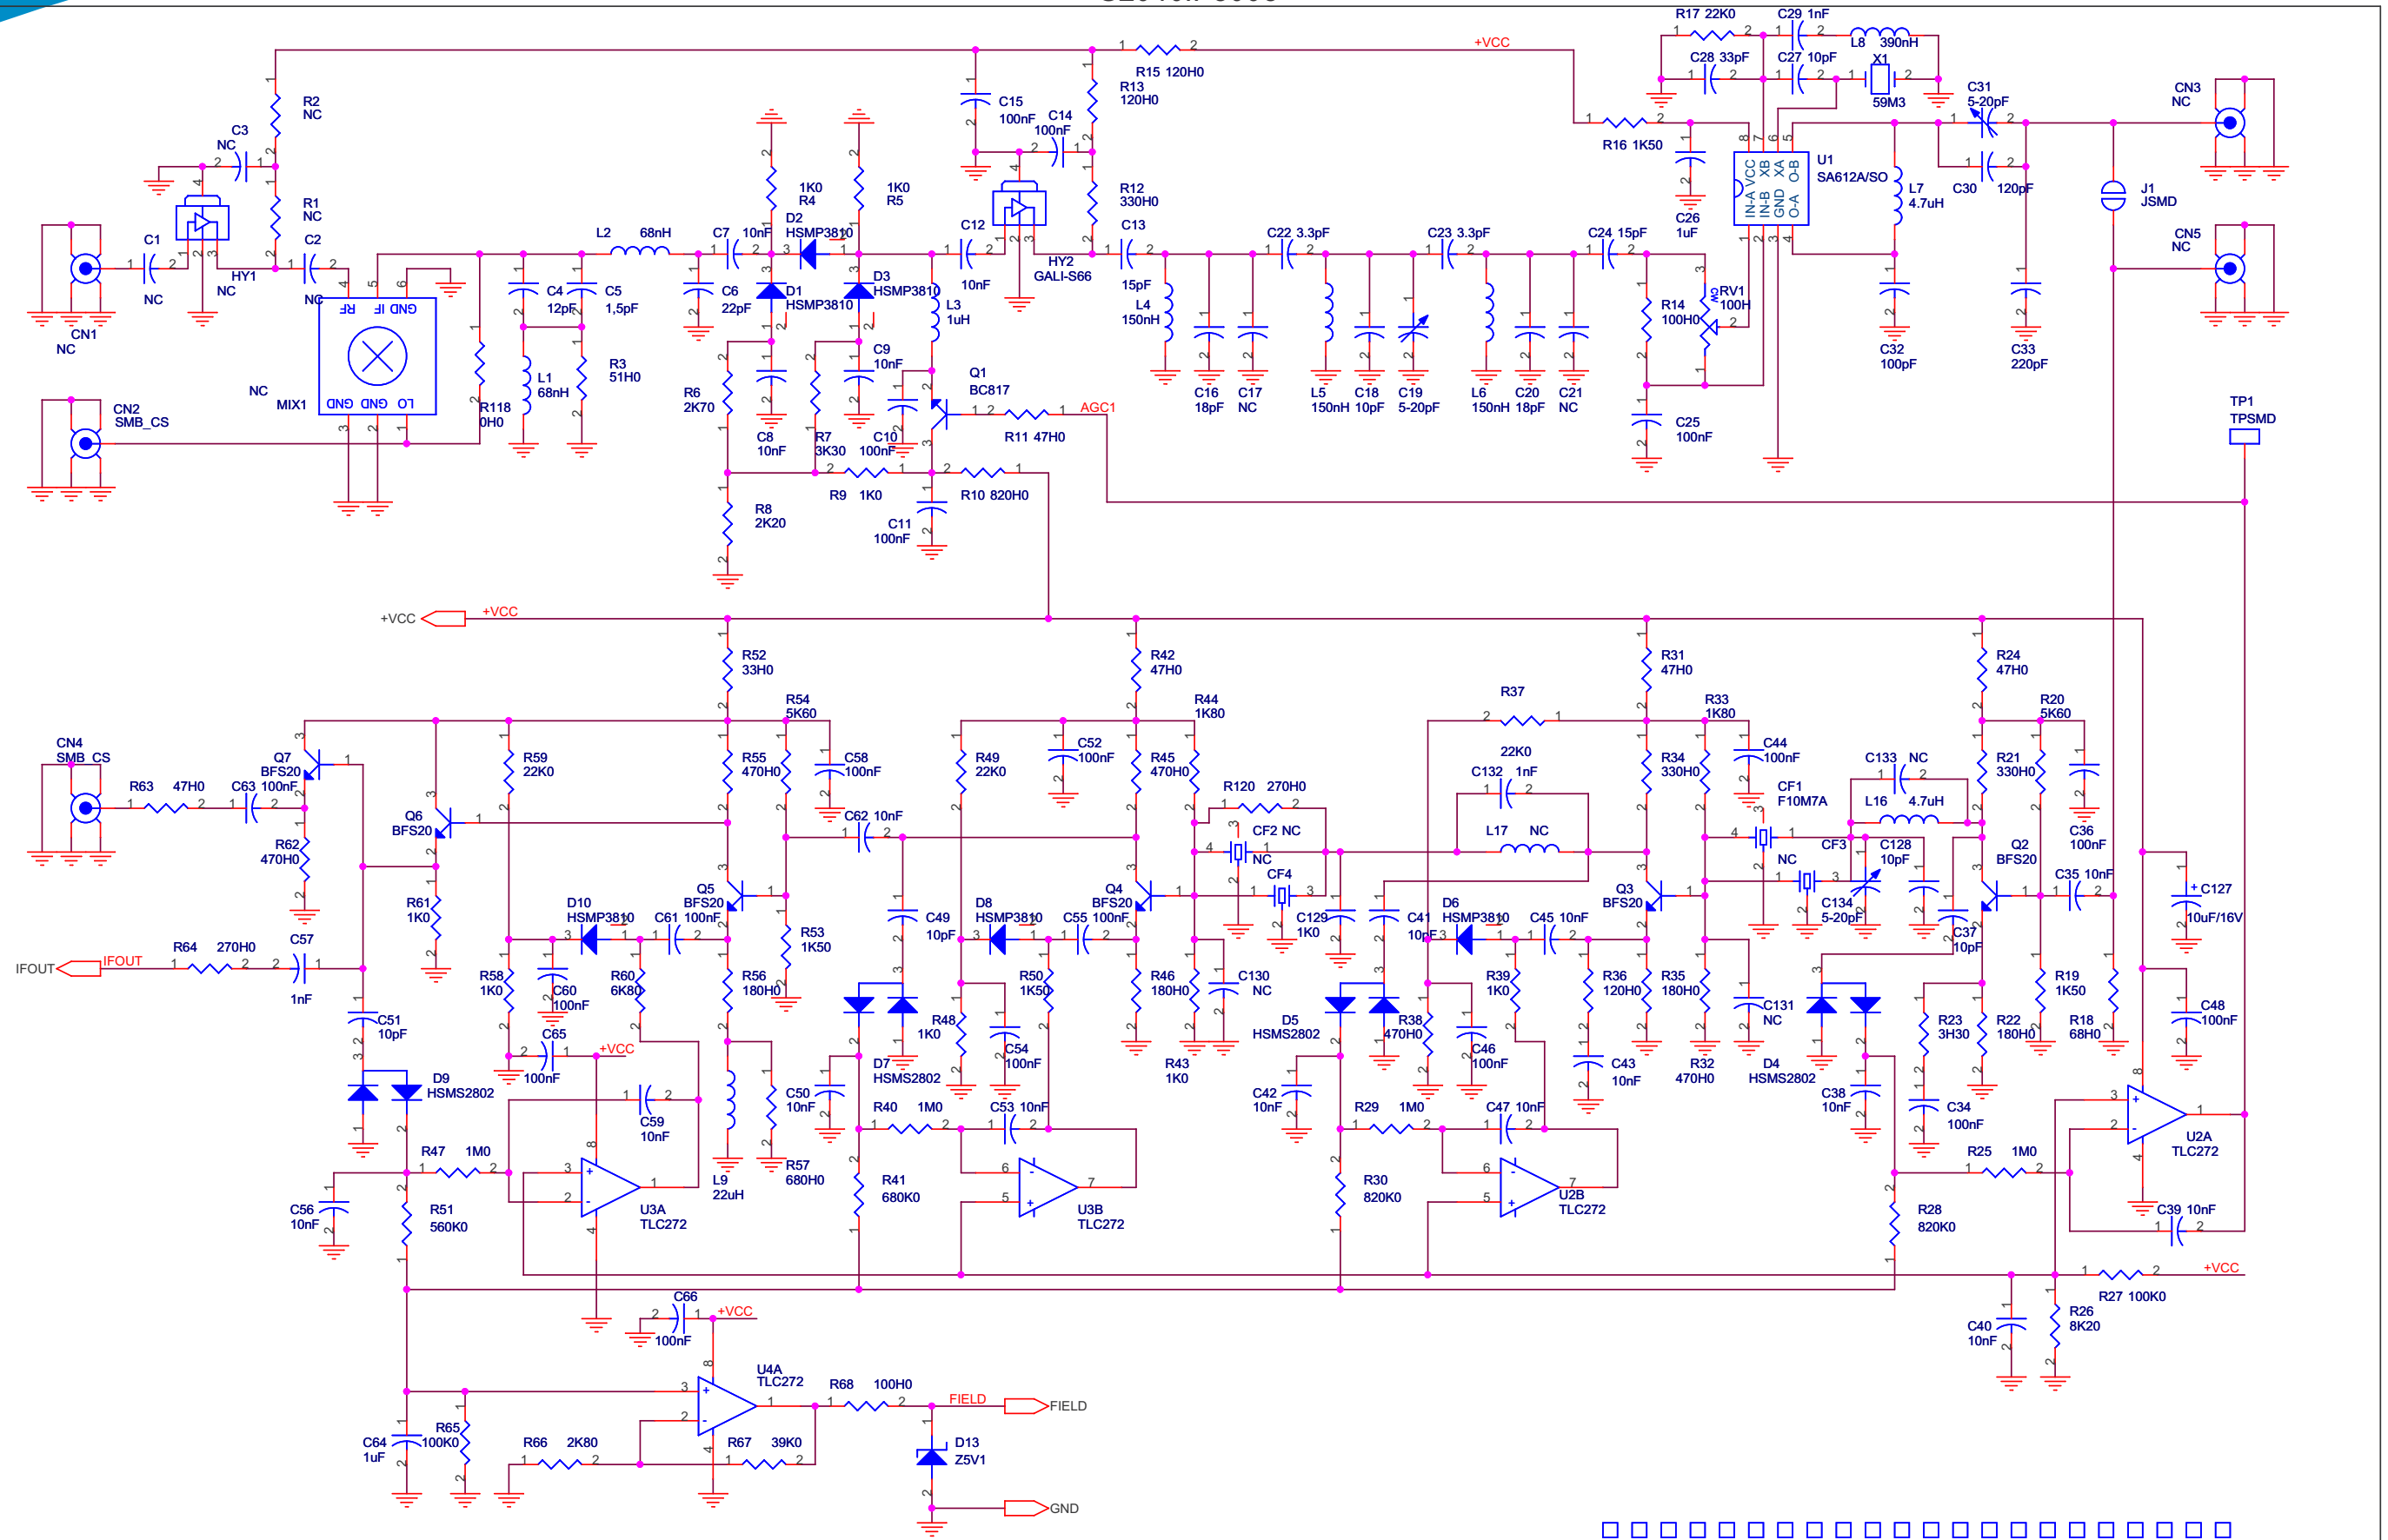 R17 22K0
C29 1nF
L8 390nH
C28 33pF
C27 10pF
X1
59M3
+VCC
R15 120H0
R13
120H0
C15
100nF
C14
100nF
R2
NC
C3
NC
R1
NC
C1
NC
C2
NC
HY1
NC
CN1
NC
RF
IF
GND
GND
GND
LO
NC
MIX1
CN2
SMB_CS
R118
0H0
C4
12pF
C5
1,5pF
L1
68nH
R3
51H0
L2 68nH
C6
22pF
C7 10nF
D2
HSMP3810
1K0
R4
1K0
R5
D1
HSMP3810
D3
HSMP3810
L3
1uH
R12
330H0
C12
10nF
HY2
GALI-S66
C13
15pF
L4
150nH
C16
18pF
C17
NC
C22 3.3pF
L5
150nH
C18
10pF
C19
5-20pF
C23 3.3pF
L6
150nH
C20
18pF
C21
NC
C24 15pF
R14
100H0
RV1
100H
CW
C25
100nF
R16 1K50
C26
1uF
U1
SA612A/SO
VCC
XB
XA
O-B
IN-A
IN-B
GND
O-A
L7
4.7uH
C31
5-20pF
C30 120pF
C32
100pF
C33
220pF
CN3
NC
J1
JSMD
CN5
NC
TP1
TPSMD
R6
2K70
C8
10nF
R7
3K30
C9
10nF
C10
100nF
Q1
BC817
R11 47H0
AGC1
R9 1K0
R10 820H0
R8
2K20
C11
100nF
+VCC
+VCC
R52
33H0
R42
47H0
R31
47H0
R24
47H0
CN4
SMB_CS
R63 47H0
C63 100nF
Q7
BFS20
R62
470H0
Q6
BFS20
R61
1K0
R59
22K0
R55
470H0
R54
5K60
C58
100nF
C62 10nF
R49
22K0
C52
100nF
R45
470H0
R44
1K80
R120 270H0
CF2 NC
NC
CF4
R37
22K0
C132 1nF
L17 NC
R34
330H0
R33
1K80
C44
100nF
CF1
F10M7A
NC
CF3
C133 NC
L16 4.7uH
C128
10pF
C134
5-20pF
R21
330H0
R20
5K60
C36
100nF
Q2
BFS20
C35 10nF
C127
10uF/16V
IFOUT
IFOUT
R64 270H0
C57
1nF
C51
10pF
D9
HSMS2802
R58
1K0
D10
HSMP3810
C60
100nF
C61 100nF
R60
6K80
Q5
BFS20
R53
1K50
R56
180H0
C49
10pF
D8
HSMP3810
C55 100nF
R50
1K50
Q4
BFS20
R46
180H0
C130
NC
C129
1K0
C41
10pF
D6
HSMP3810
C45 10nF
Q3
BFS20
R39
1K0
R36
120H0
R35
180H0
C131
NC
C37
10pF
R19
1K50
R18
68H0
C48
100nF
C65
100nF
+VCC
C59
10nF
L9
22uH
R57
680H0
C50
10nF
D7
HSMS2802
R48
1K0
C54
100nF
R43
1K0
D5
HSMS2802
C42
10nF
R38
470H0
C46
100nF
C43
10nF
R32
470H0
D4
HSMS2802
C38
10nF
R23
3H30
R22
180H0
C34
100nF
R47 1M0
C56
10nF
R51
560K0
U3A
TLC272
R40 1M0
C53 10nF
R41
680K0
U3B
TLC272
R29 1M0
C47 10nF
R30
820K0
U2B
TLC272
R25 1M0
R28
820K0
U2A
TLC272
C39 10nF
+VCC
R27 100K0
C40
10nF
R26
8K20
C66
100nF
+VCC
U4A
TLC272
R68 100H0
FIELD
FIELD
C64
1uF
R65
100K0
R66 2K80
R67 39K0
D13
Z5V1
GND